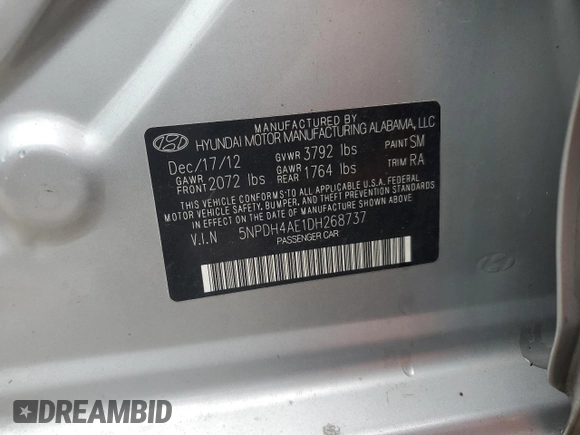 MANUFACTURED BY
HYUNDAI MOTOR MANUFACTURING ALABAMA, LLC
Dec/17/12 GVWR 3792 lbs PAINT SM
GAWR FRONT 2072 lbs GAWR REAR 1764 lbs TRIM RA
THIS VEHICLE CONFORMS TO ALL APPLICABLE U.S.A. FEDERAL
MOTOR VEHICLE SAFETY, BUMPER, AND THEFT PREVENTION STANDARDS
IN EFFECT ON THE DATE OF MANUFACTURE SHOWN ABOVE.
V.I.N 5NPDH4AE1DH268737
PASSENGER CAR
DREAMBID